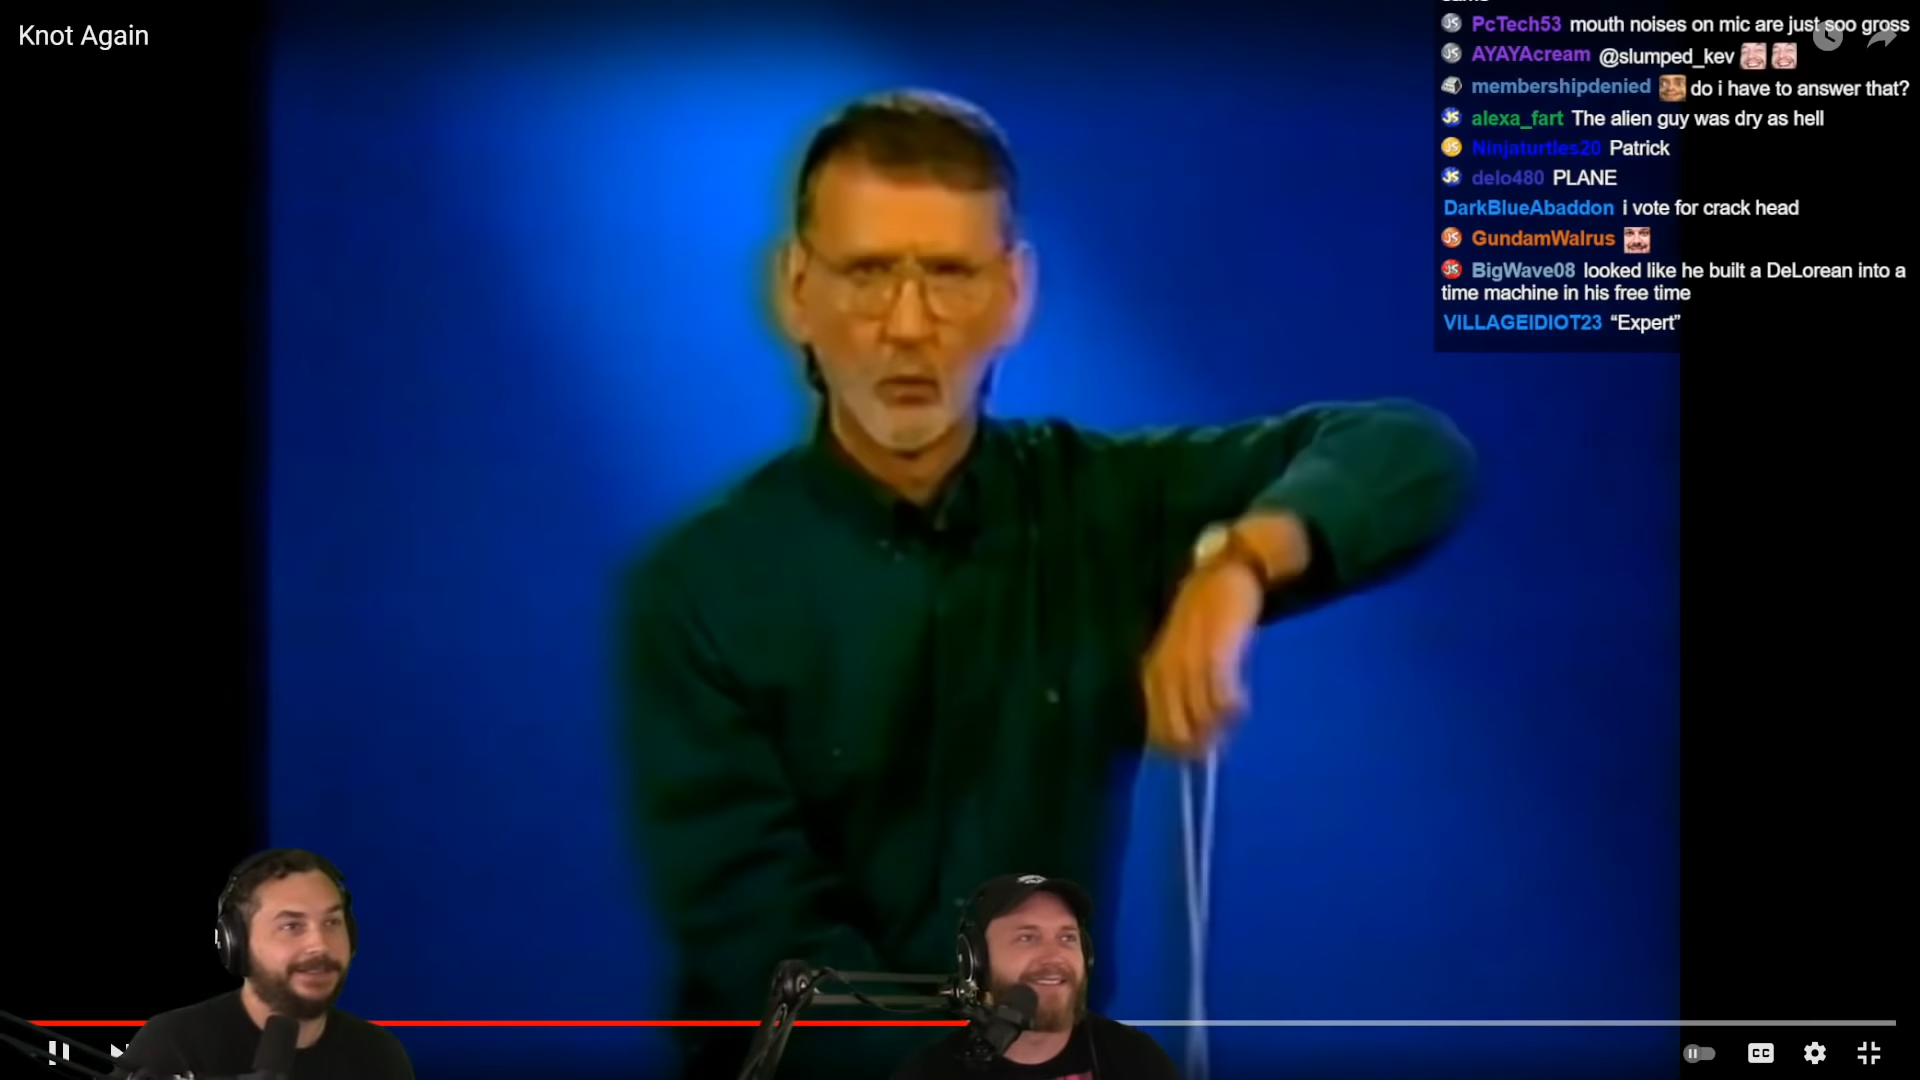 Knot Again
PcTech53 mouth noises on mic are just soo gross
AYAYAcream @slumped_kev
membershipdenied do i have to answer that?
alexa_fart The alien guy was dry as hell
Ninjaturtles20 Patrick
delo480 PLANE
DarkBlueAbaddon i vote for crack head
GundamWalrus
BigWave08 looked like he built a DeLorean into a
time machine in his free time
VILLAGEIDIOT23 “Expert”
CC